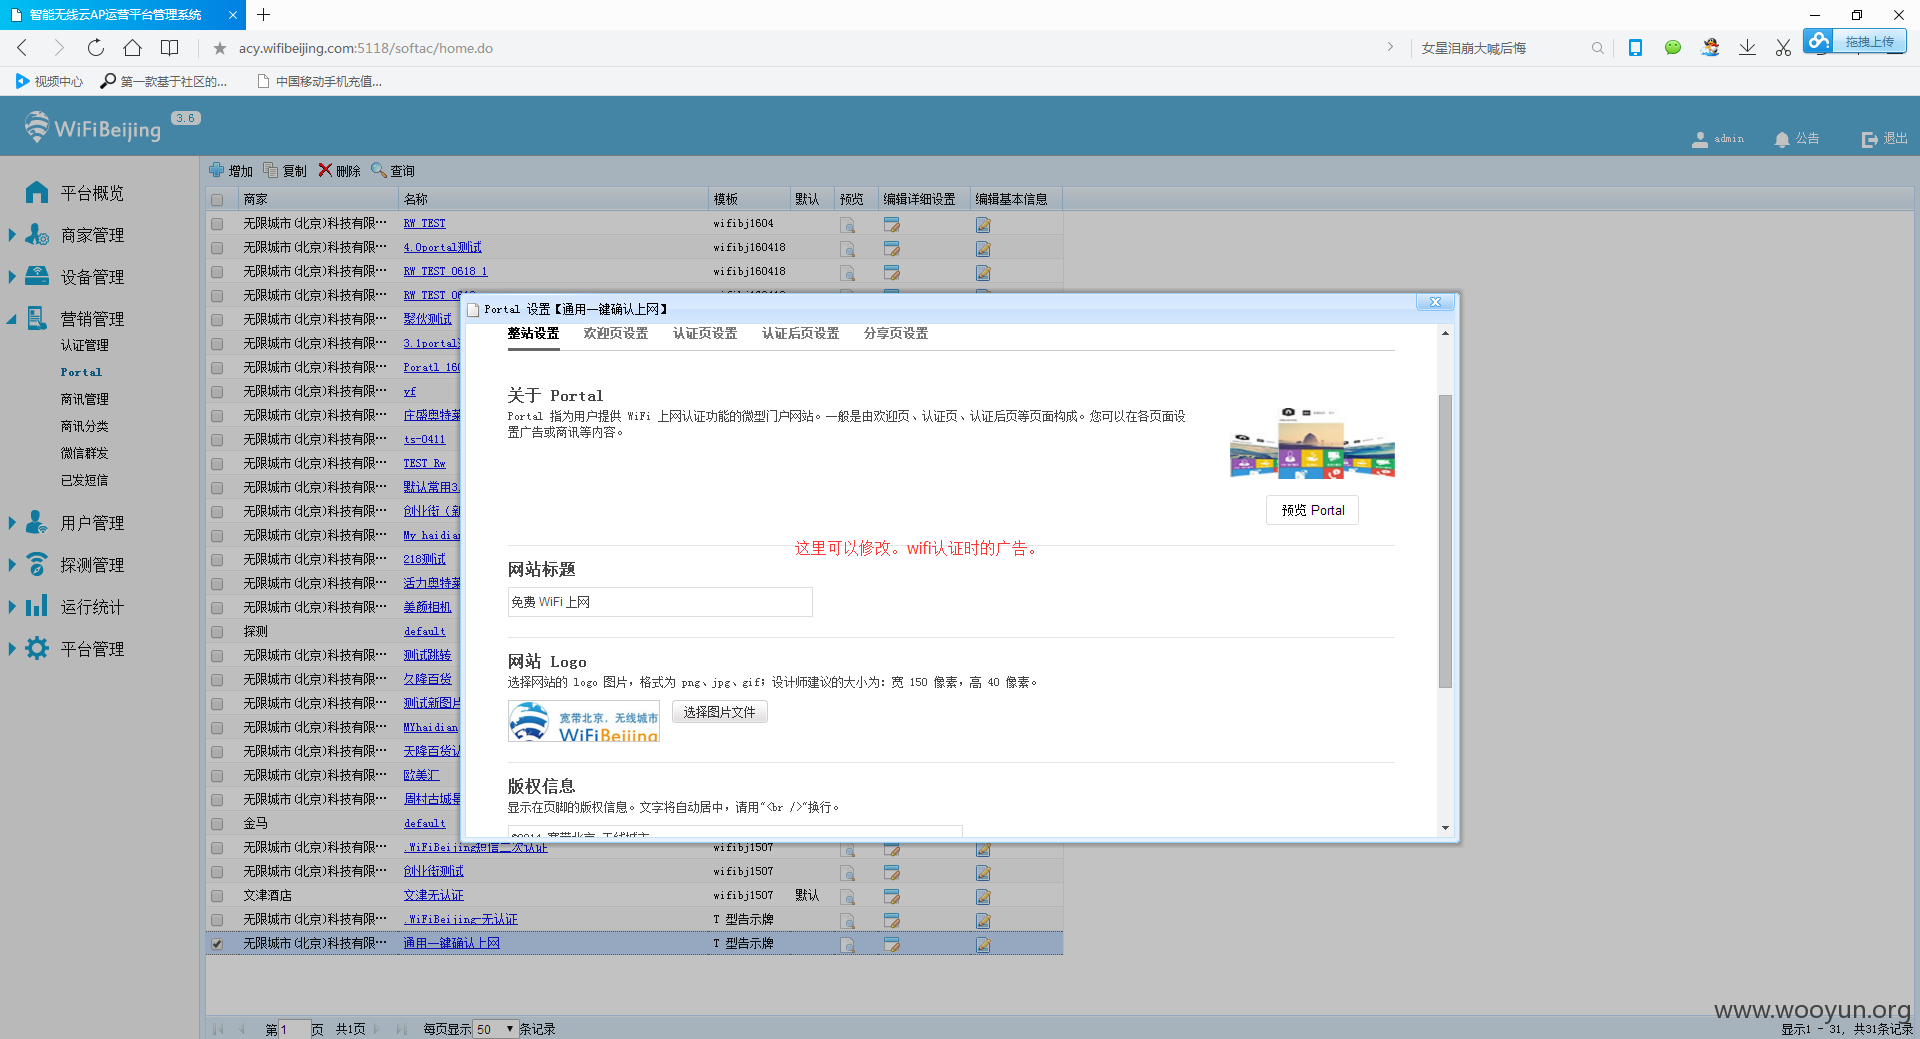 智能无线云AP运营平台管理系统
acy.wifibeijing.com:5118/softac/home.do
女星泪崩大喊后悔
拖拽上传
视频中心
第一款基于社区的...
中国移动手机充值...
WiFiBeijing
3.6
admin
公告
退出
平台概览
商家管理
设备管理
营销管理
认证管理
Portal
商讯管理
商讯分类
微信群发
已发短信
用户管理
探测管理
运行统计
平台管理
增加 复制 删除 查询
商家 名称 模板 默认 预览 编辑详细设置 编辑基本信息
无限城市(北京)科技有限… RW TEST wifibj1604
无限城市(北京)科技有限… 4.0portal测试 wifibj160418
无限城市(北京)科技有限… RW TEST 0618 1 wifibj160418
无限城市(北京)科技有限…
无限城市(北京)科技有限… 聚伙测试
无限城市(北京)科技有限… 3.1portal
无限城市(北京)科技有限… Poratl 160
无限城市(北京)科技有限… yf
无限城市(北京)科技有限… 庄盛奥特莱
无限城市(北京)科技有限… ts-0411
无限城市(北京)科技有限… TEST Rw
无限城市(北京)科技有限… 默认常用3.
无限城市(北京)科技有限… 创业街（新
无限城市(北京)科技有限… My haidian
无限城市(北京)科技有限… 218测试
无限城市(北京)科技有限… 活力奥特莱
无限城市(北京)科技有限… 美颜相机
探测 default
无限城市(北京)科技有限… 测试跳转
无限城市(北京)科技有限… 久隆百货
无限城市(北京)科技有限… 测试新图片
无限城市(北京)科技有限… MYhaidian
无限城市(北京)科技有限… 天隆百货认
无限城市(北京)科技有限… 欧美汇
无限城市(北京)科技有限… 周村古城景
金马 default
无限城市(北京)科技有限… .WiFiBeijing短信二次认证 wifibj1507
无限城市(北京)科技有限… 创业街测试 wifibj1507
文津酒店 文津无认证 wifibj1507 默认
无限城市(北京)科技有限… .WiFiBeijing-无认证 T 型告示牌
无限城市(北京)科技有限… 通用一键确认上网 T 型告示牌
Portal 设置【通用一键确认上网】
整站设置 欢迎页设置 认证页设置 认证后页设置 分享页设置
关于 Portal
Portal 指为用户提供 WiFi 上网认证功能的微型门户网站。一般是由欢迎页、认证页、认证后页等页面构成。您可以在各页面设
置广告或商讯等内容。
预览 Portal
这里可以修改。wifi认证时的广告。
网站标题
免费 WiFi 上网
网站 Logo
选择网站的 logo 图片，格式为 png、jpg、gif；设计师建议的大小为：宽 150 像素，高 40 像素。
宽带北京，无线城市
WiFiBeijing
选择图片文件
版权信息
显示在页脚的版权信息。文字将自动居中，请用"<br />"换行。
©2014 宽带北京 无线城市
第 1 页 共1页 每页显示 50 条记录
显示1 - 31, 共31条记录
www.wooyun.org